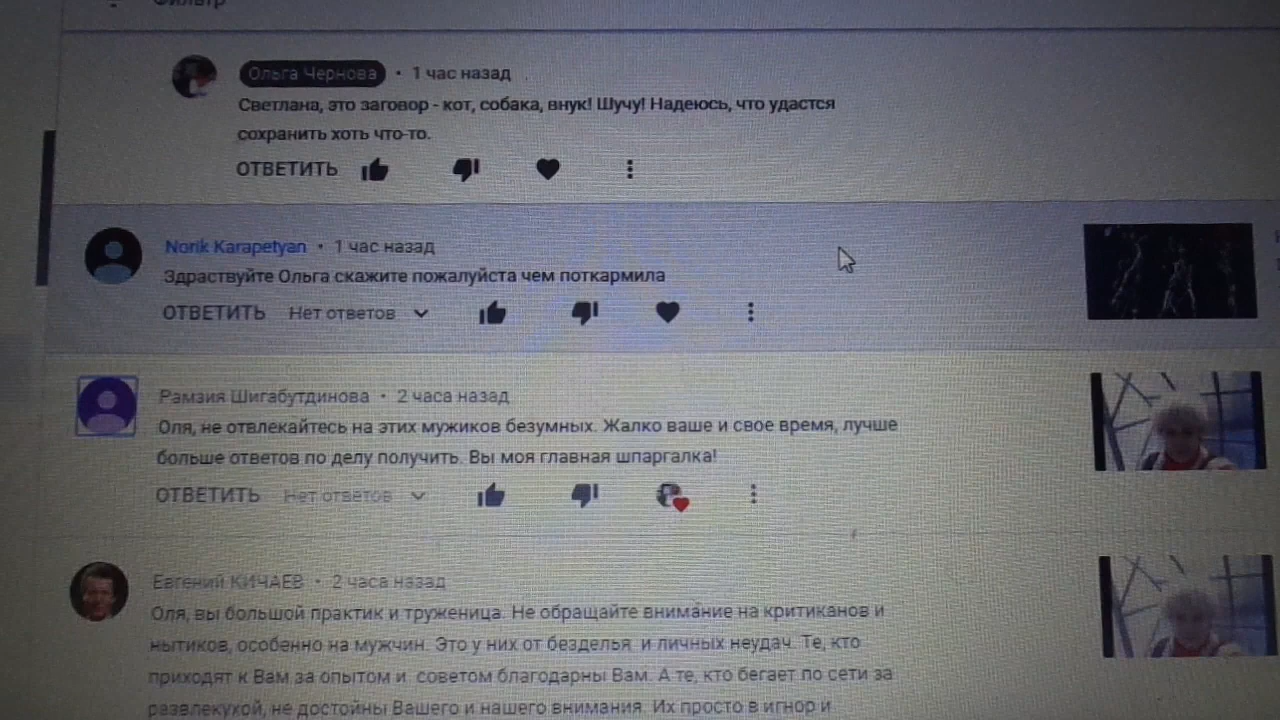 Фильтр
Ольга Чернова • 1 час назад
Светлана, это заговор - кот, собака, внук! Шучу! Надеюсь, что удастся
сохранить хоть что-то.
ОТВЕТИТЬ
Norik Karapetyan • 1 час назад
Здраствуйте Ольга скажите пожалуйста чем поткармила
ОТВЕТИТЬ Нет ответов
Рамзия Шигабутдинова • 2 часа назад
Оля, не отвлекайтесь на этих мужиков безумных. Жалко ваше и свое время, лучше
больше ответов по делу получить. Вы моя главная шпаргалка!
ОТВЕТИТЬ Нет ответов
Евгений КИЧАЕВ • 2 часа назад
Оля, вы большой практик и труженица. Не обращайте внимание на критиканов и
нытиков, особенно на мужчин. Это у них от безделья и личных неудач. Те, кто
приходят к Вам за опытом и советом благодарны Вам. А те, кто бегает по сети за
развлекухой, не достойны Вашего и нашего внимания. Их просто в игнор и